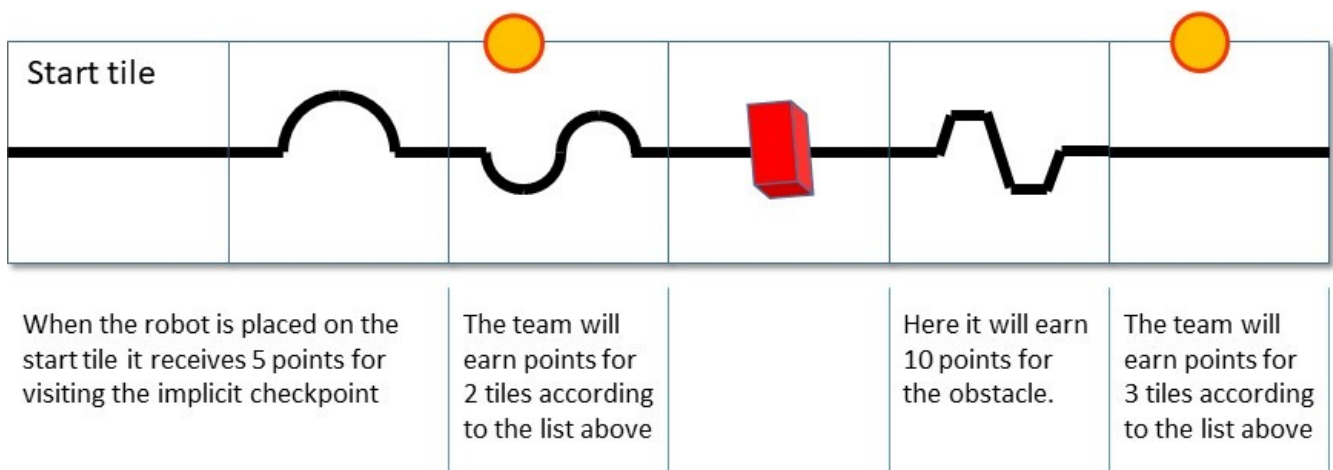 Start tile
When the robot is placed on the
start tile it receives 5 points for
visiting the implicit checkpoint
The team will
earn points for
2 tiles according
to the list above
Here it will earn
10 points for
the obstacle.
The team will
earn points for
3 tiles according
to the list above